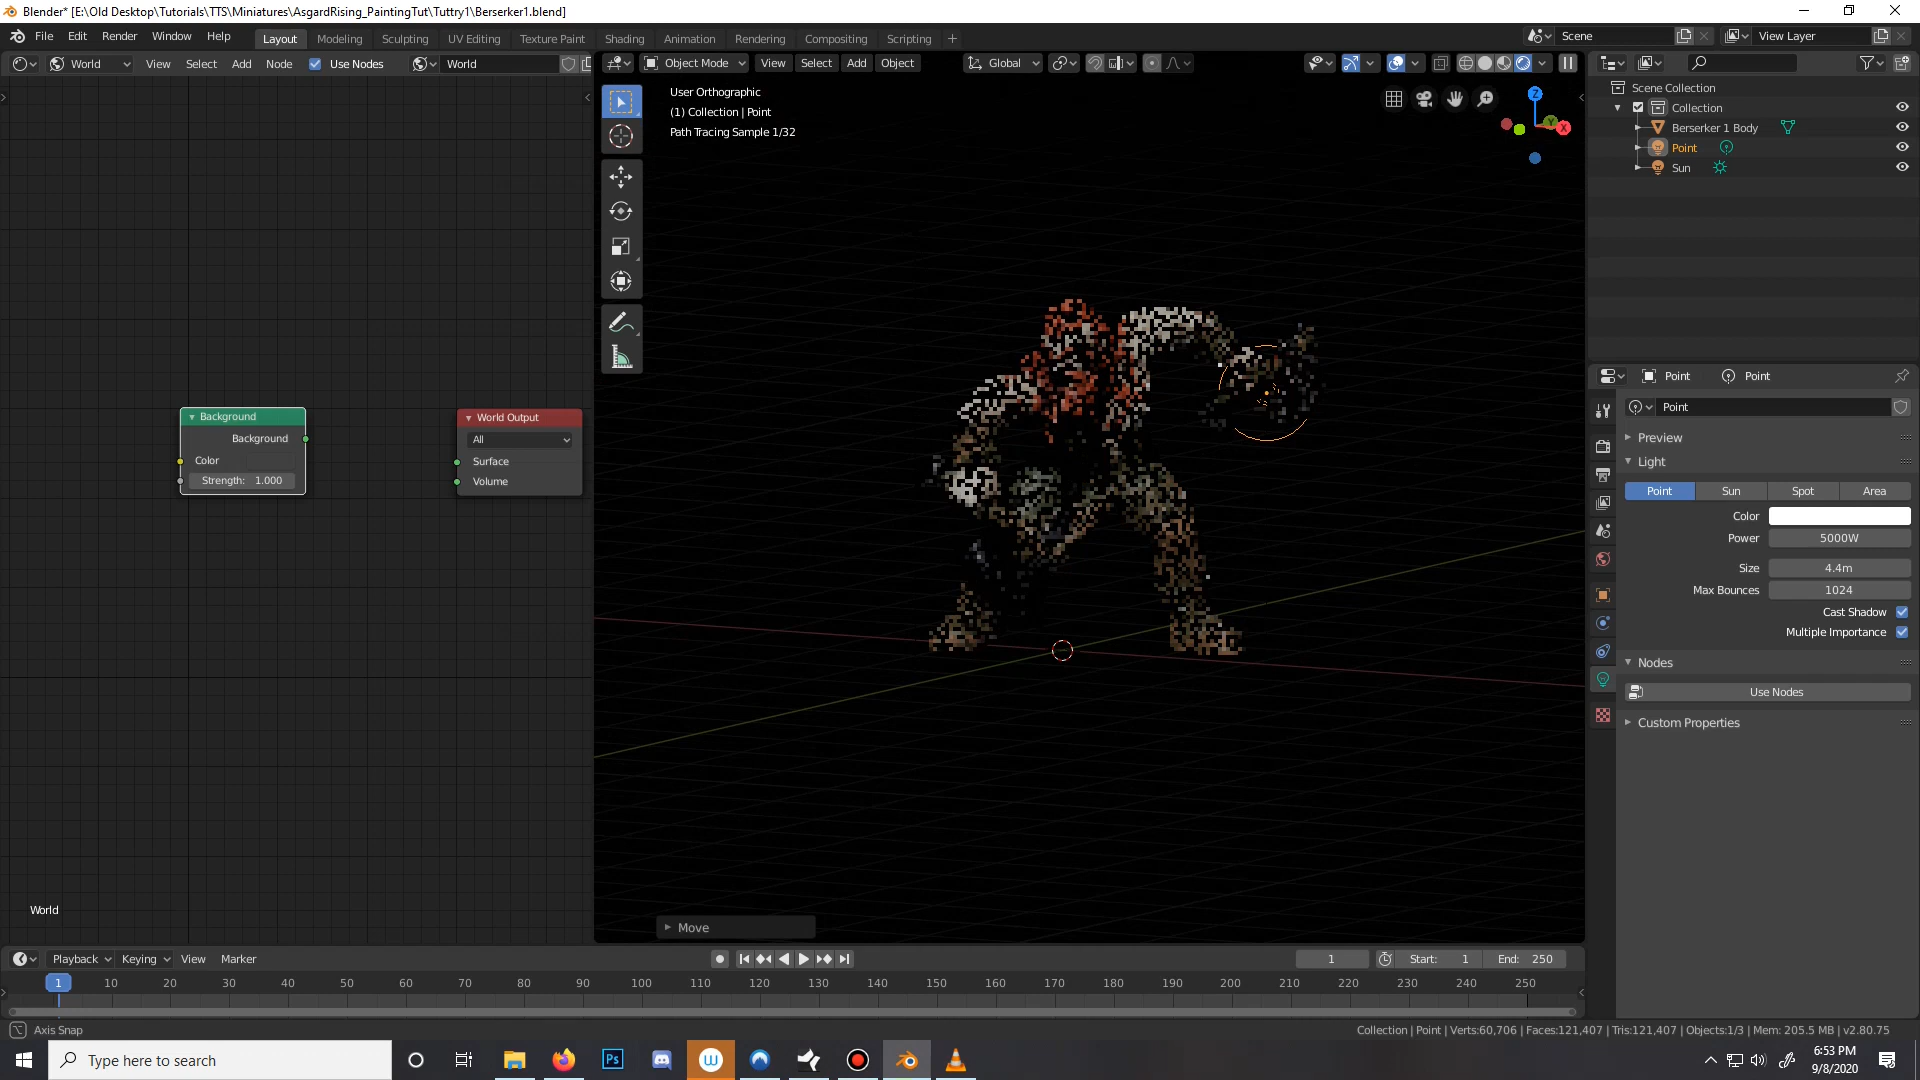 Blender* [E:\Old Desktop\Tutorials\TTS\Miniatures\AsgardRising_PaintingTut\Tuttry1\Berserker1.blend]
File Edit Render Window Help Layout Modeling Sculpting UV Editing Texture Paint Shading Animation Rendering Compositing Scripting + Scene View Layer
World View Select Add Node Use Nodes World
Object Mode View Select Add Object Global
User Orthographic
(1) Collection | Point
Path Tracing Sample 1/32
Z
Y
X
Scene Collection
Collection
Berserker 1 Body
Point
Sun
Point Point
Point
Preview
Light
Point Sun Spot Area
Color
Power 5000W
Size 4.4m
Max Bounces 1024
Cast Shadow
Multiple Importance
Nodes
Use Nodes
Custom Properties
Background
Background
Color
Strength: 1.000
World Output
All
Surface
Volume
World
Move
Playback Keying View Marker 1 Start: 1 End: 250
1 10 20 30 40 50 60 70 80 90 100 110 120 130 140 150 160 170 180 190 200 210 220 230 240 250
Axis Snap
Collection | Point | Verts:60,706 | Faces:121,407 | Tris:121,407 | Objects:1/3 | Mem: 205.5 MB | v2.80.75
Type here to search
Ps
W
6:53 PM
9/8/2020